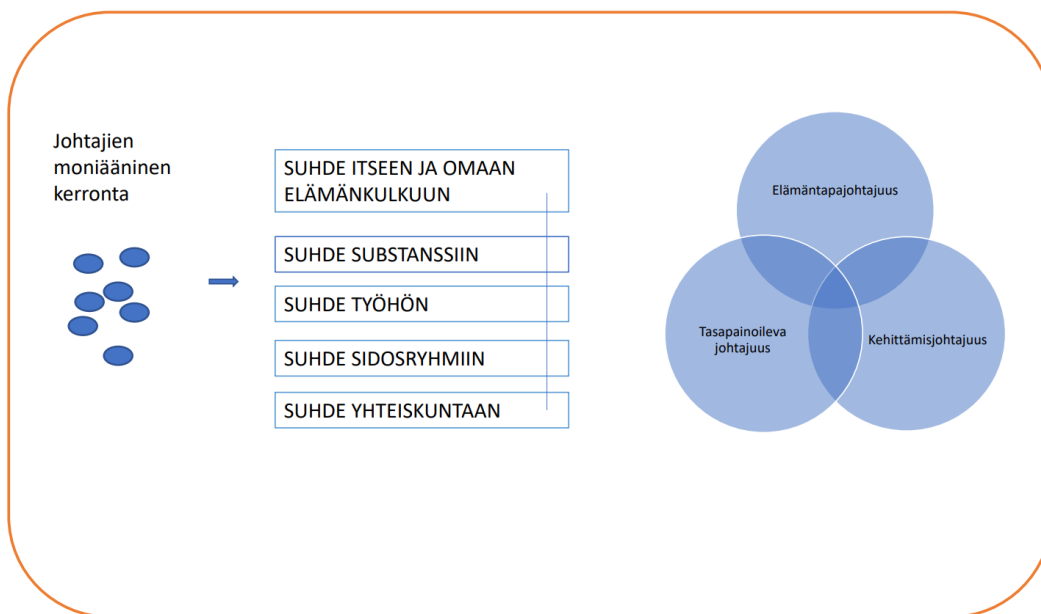 Johtajien
moniääninen
kerronta
SUHDE ITSEEN JA OMAAN
ELÄMÄNKULKUUN
SUHDE SUBSTANSSIIN
SUHDE TYÖHÖN
SUHDE SIDOSRYHMIIN
SUHDE YHTEISKUNTAAN
Elämäntapajohtajuus
Tasapainoileva
johtajuus
Kehittämisjohtajuus